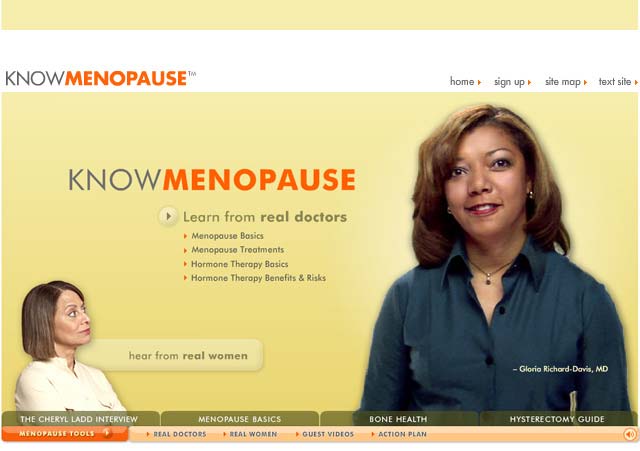 KNOWMENOPAUSE™
home sign up site map text site
KNOWMENOPAUSE
Learn from real doctors
Menopause Basics
Menopause Treatments
Hormone Therapy Basics
Hormone Therapy Benefits & Risks
hear from real women
– Gloria Richard-Davis, MD
THE CHERYL LADD INTERVIEW MENOPAUSE BASICS BONE HEALTH HYSTERECTOMY GUIDE
MENOPAUSE TOOLS REAL DOCTORS REAL WOMEN GUEST VIDEOS ACTION PLAN